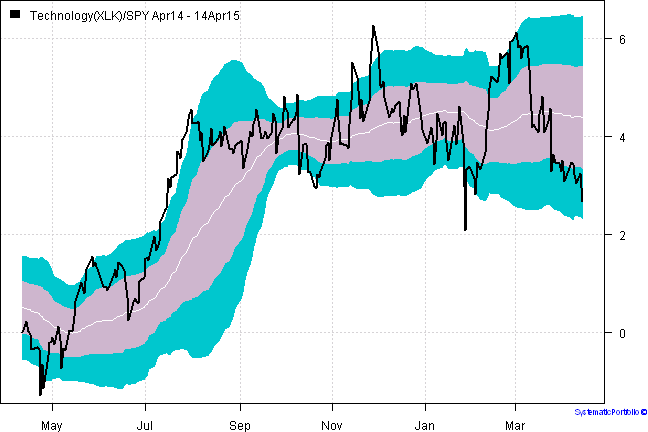 Technology(XLK)/SPY Apr14 - 14Apr15
6
4
2
0
May Jul Sep Nov Jan Mar
SystematicPortfolio ©